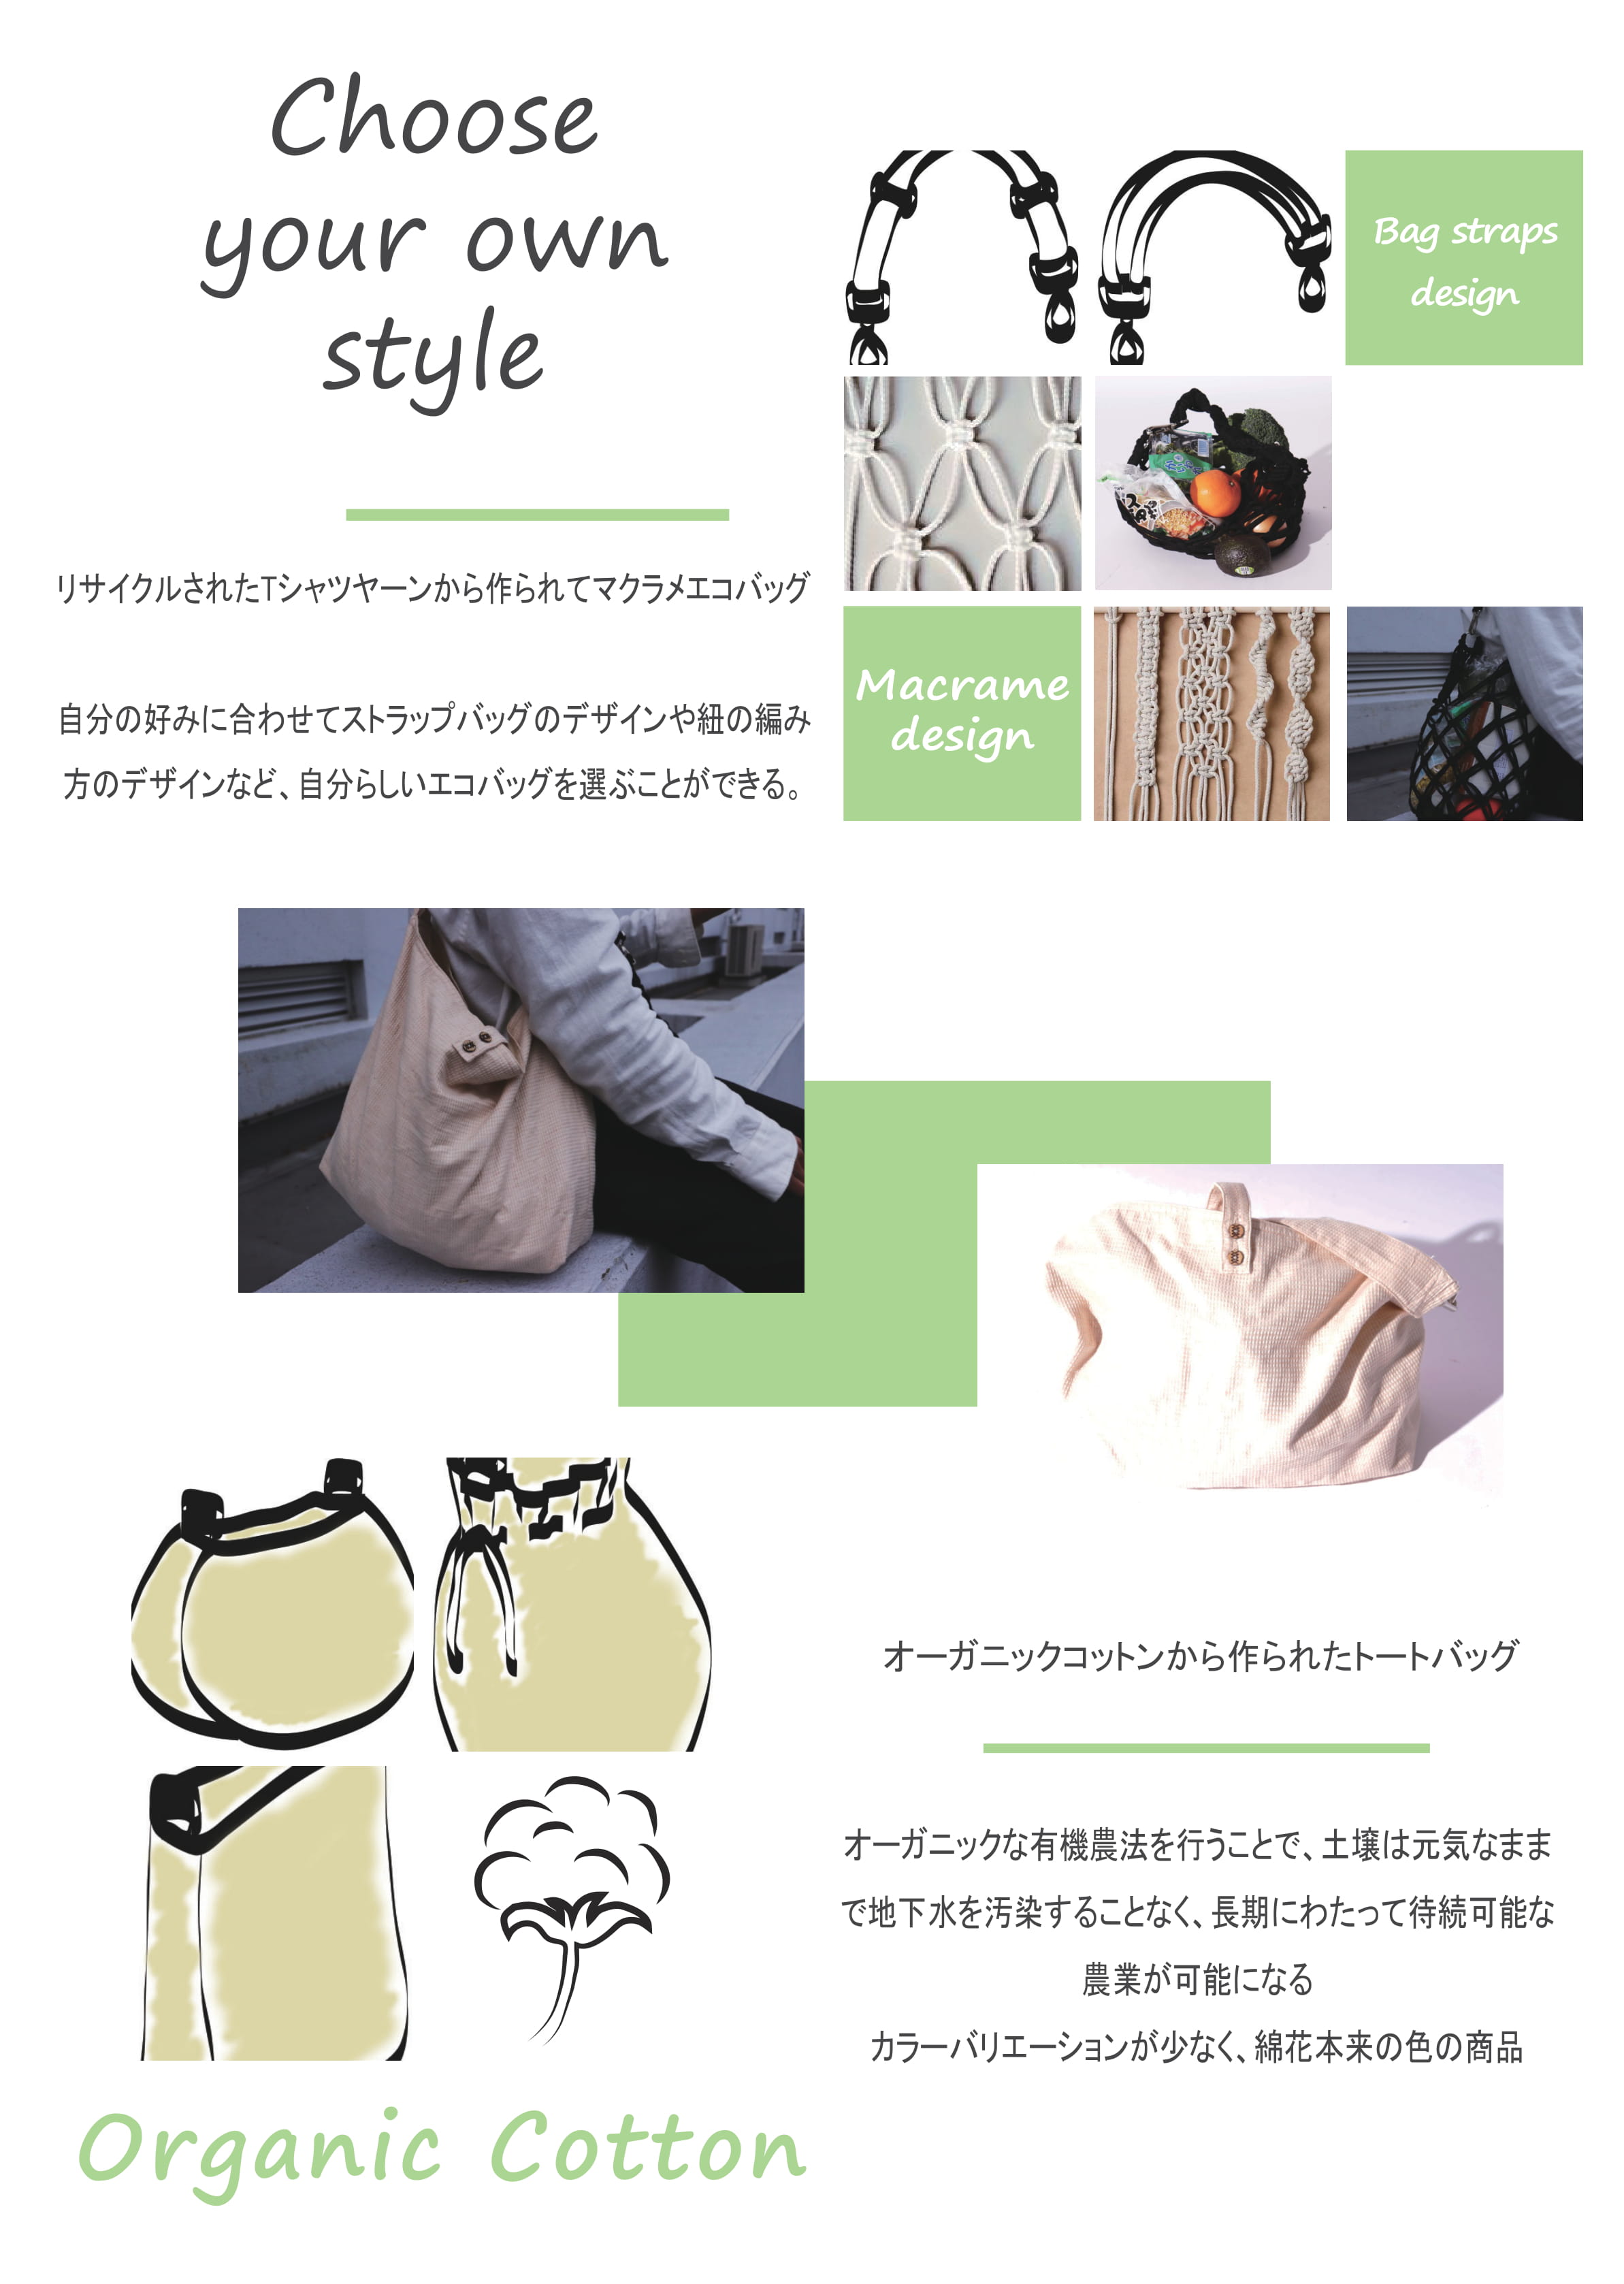 Choose
your own
style
リサイクルされたTシャツヤーンから作られてマクラメエコバッグ
自分の好みに合わせてストラップバッグのデザインや紐の編み
方のデザインなど、自分らしいエコバッグを選ぶことができる。
Bag straps
design
Macrame
design
オーガニックコットンから作られたトートバッグ
オーガニックな有機農法を行うことで、土壌は元気なまま
で地下水を汚染することなく、長期にわたって待続可能な
農業が可能になる
カラーバリエーションが少なく、綿花本来の色の商品
Organic Cotton